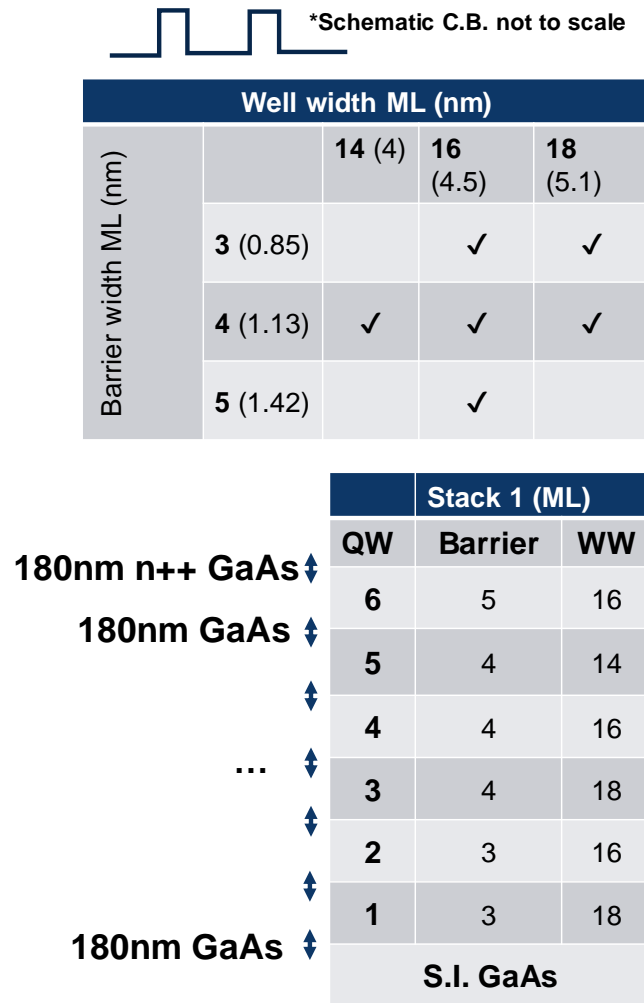 *Schematic C.B. not to scale
Well width ML (nm)
Barrier width ML (nm)
14 (4) 16 (4.5) 18 (5.1)
3 (0.85) ✓ ✓
4 (1.13) ✓ ✓ ✓
5 (1.42) ✓
Stack 1 (ML)
QW Barrier WW
180nm n++ GaAs
6 5 16
180nm GaAs
5 4 14
4 4 16
...
3 4 18
2 3 16
1 3 18
180nm GaAs
S.I. GaAs